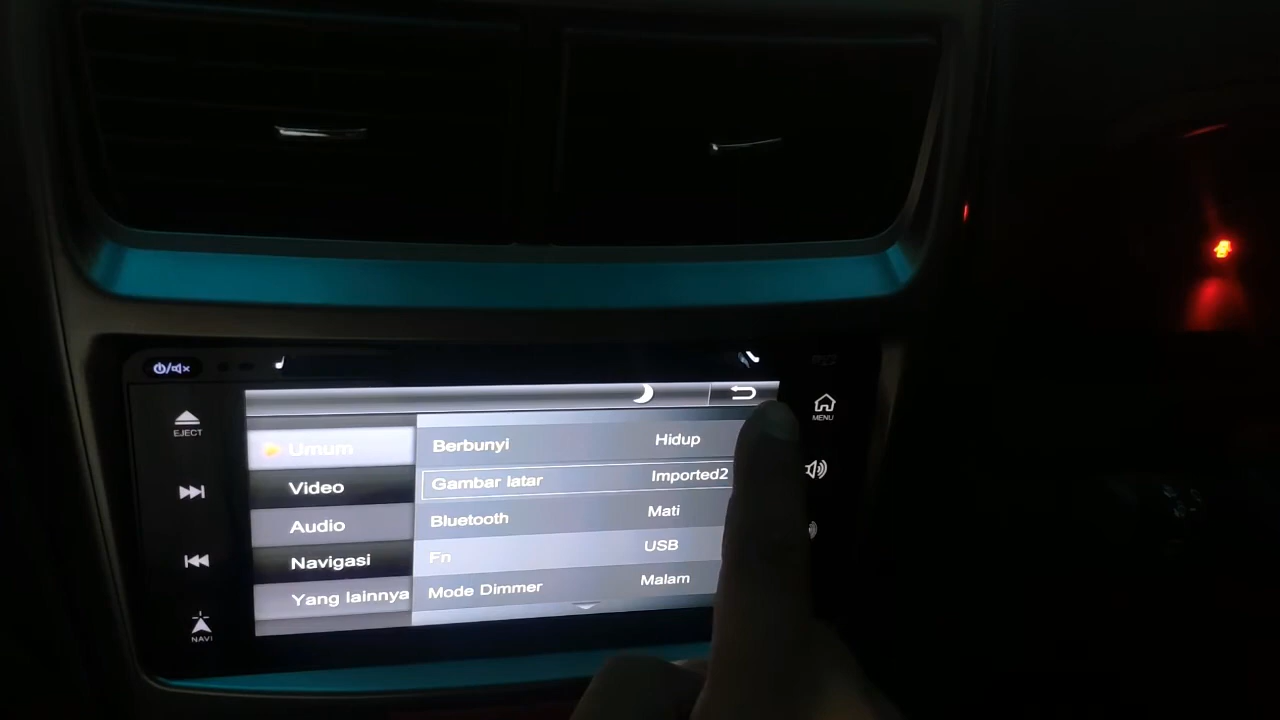 EJECT
MENU
Umum
Berbunyi Hidup
Video
Gambar latar Imported2
Audio
Bluetooth Mati
Navigasi
Fn USB
Yang lainnya
Mode Dimmer Malam
NAVI